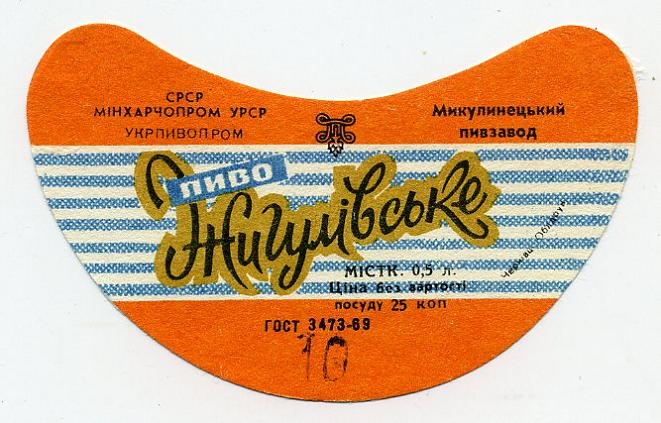 СРСР
МІНХАРЧОПРОМ УРСР
УКРПИВОПРОМ
Микулинецький
пивзавод
ПИВО
Жигулівське
МІСТК. 0,5 л.
Ціна без вартості
посуду 25 коп
ГОСТ 3473-69
10